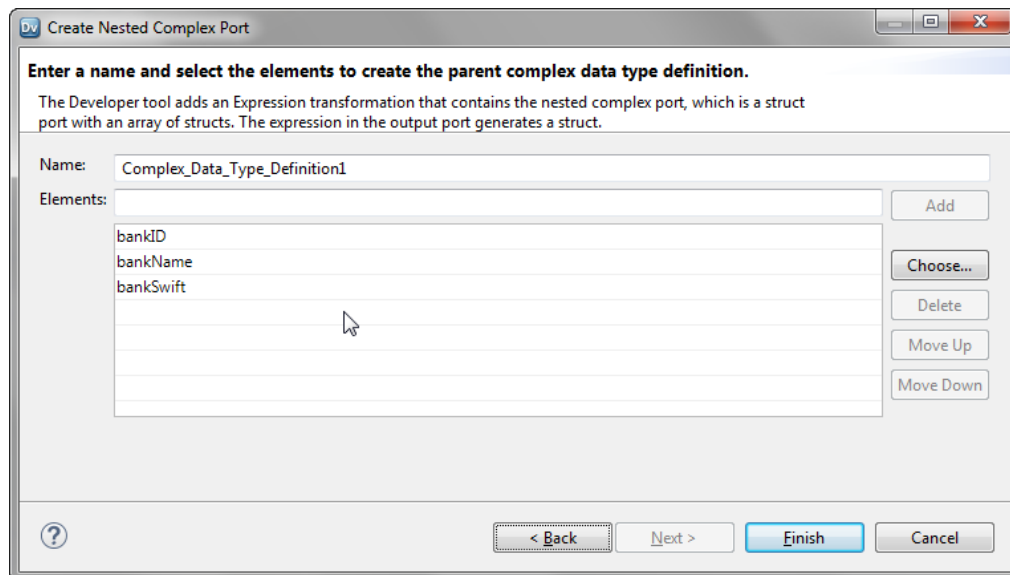 Dv Create Nested Complex Port
Enter a name and select the elements to create the parent complex data type definition.
The Developer tool adds an Expression transformation that contains the nested complex port, which is a struct
port with an array of structs. The expression in the output port generates a struct.
Name: Complex_Data_Type_Definition1
Elements: Add
bankID
bankName
bankSwift
Choose...
Delete
Move Up
Move Down
? < Back Next > Finish Cancel